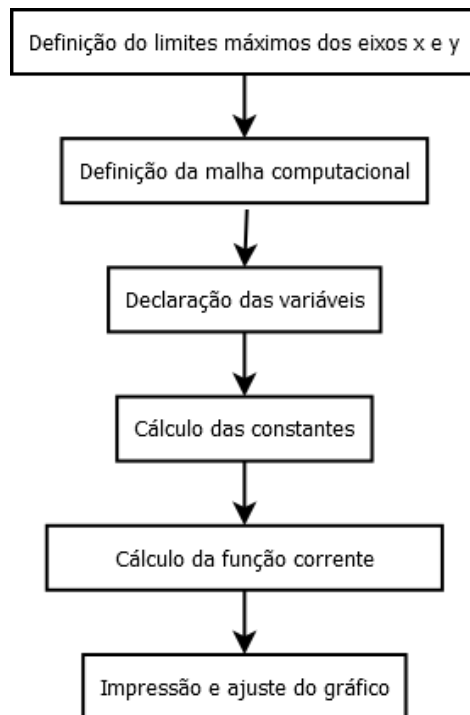 Definição do limites máximos dos eixos x e y
Definição da malha computacional
Declaração das variáveis
Cálculo das constantes
Cálculo da função corrente
Impressão e ajuste do gráfico